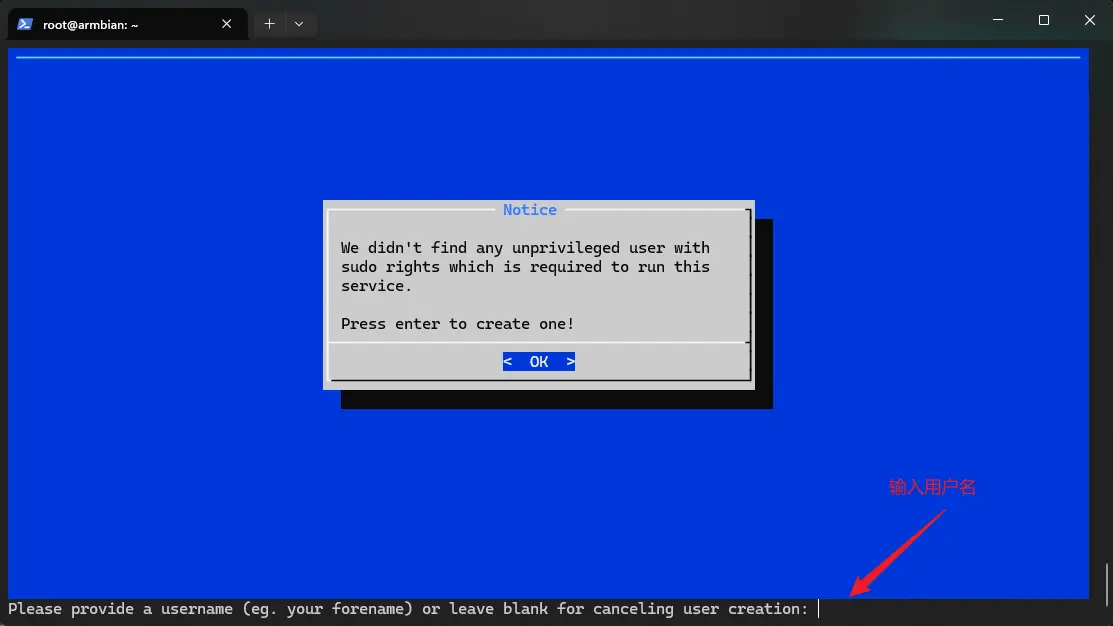 root@armbian: ~
Notice
We didn't find any unprivileged user with
sudo rights which is required to run this
service.
Press enter to create one!
< OK >
输入用户名
Please provide a username (eg. your forename) or leave blank for canceling user creation: